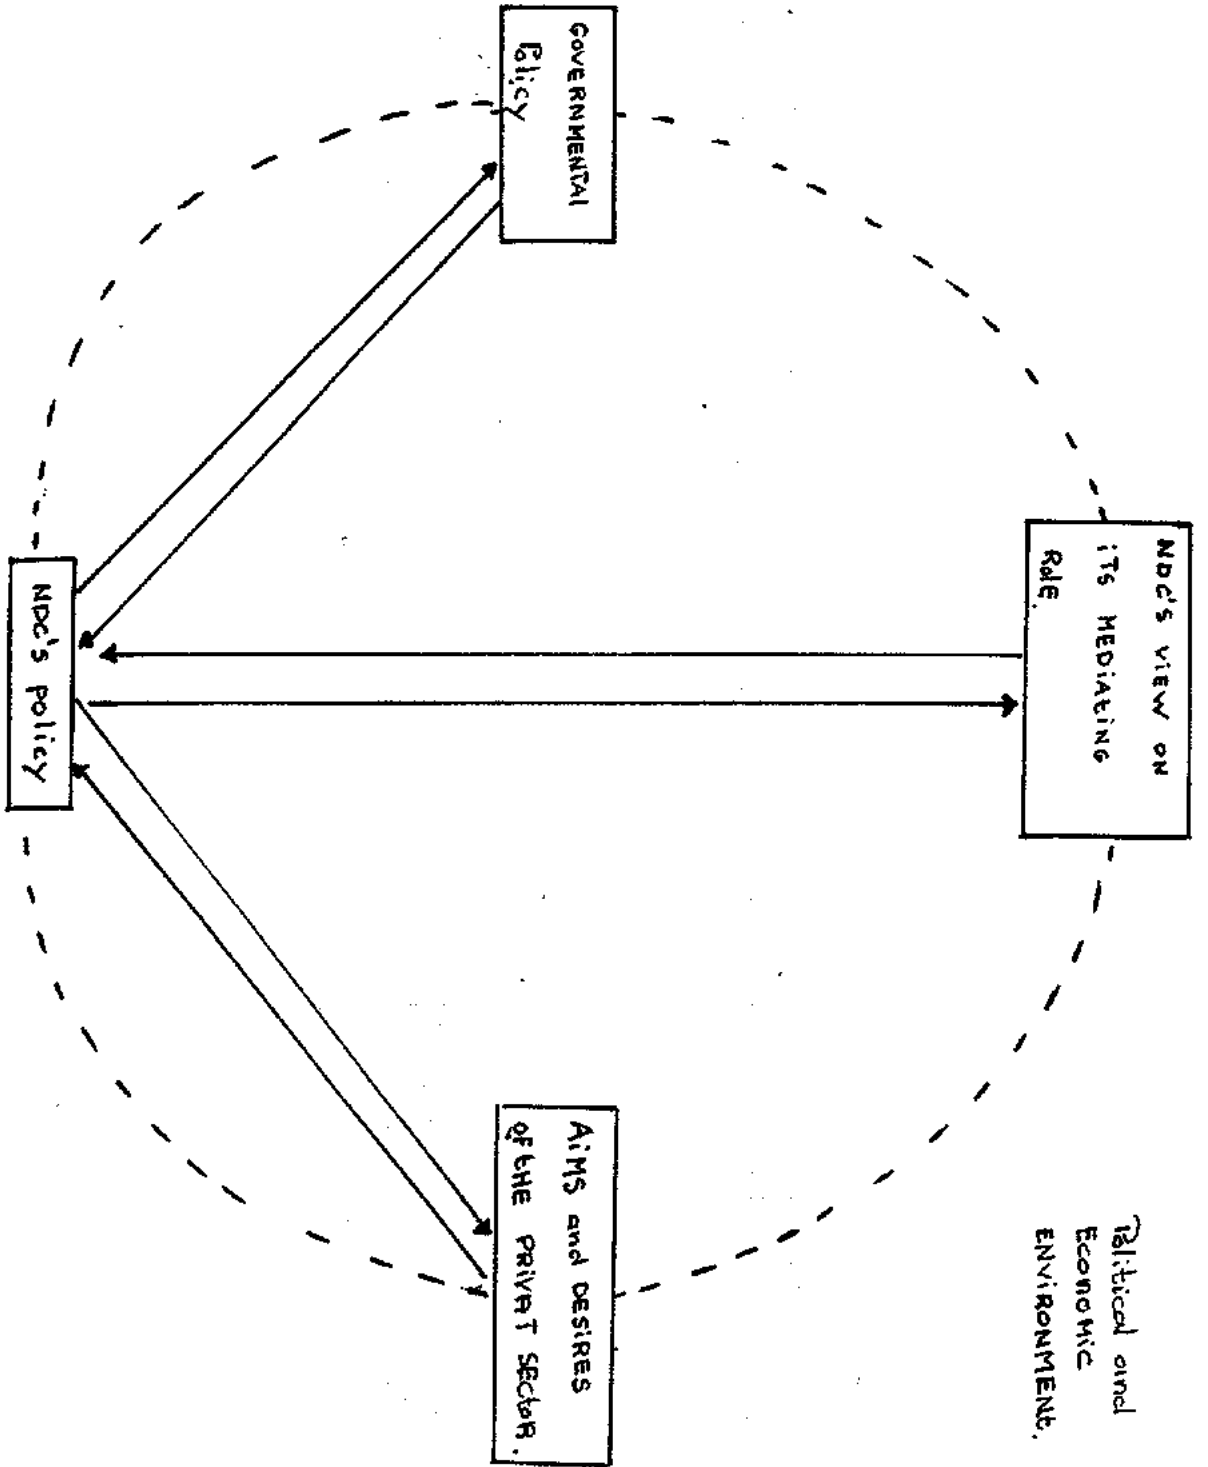 NDC'S ViEW ON
iTS MEDiAtiNG
RolE.
Political and
EconoMic
ENViRONMENt.
GOVERNMENTAL
Policy
AiMS and DESiRES
of tHE PRiVAT SEctoR.
NDC's policy